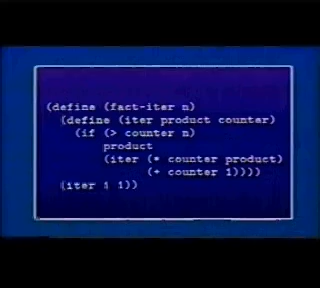 (define (fact-iter n)
(define (iter product counter)
(if (> counter n)
product
(iter (* counter product)
(+ counter 1))))
(iter 1 1))